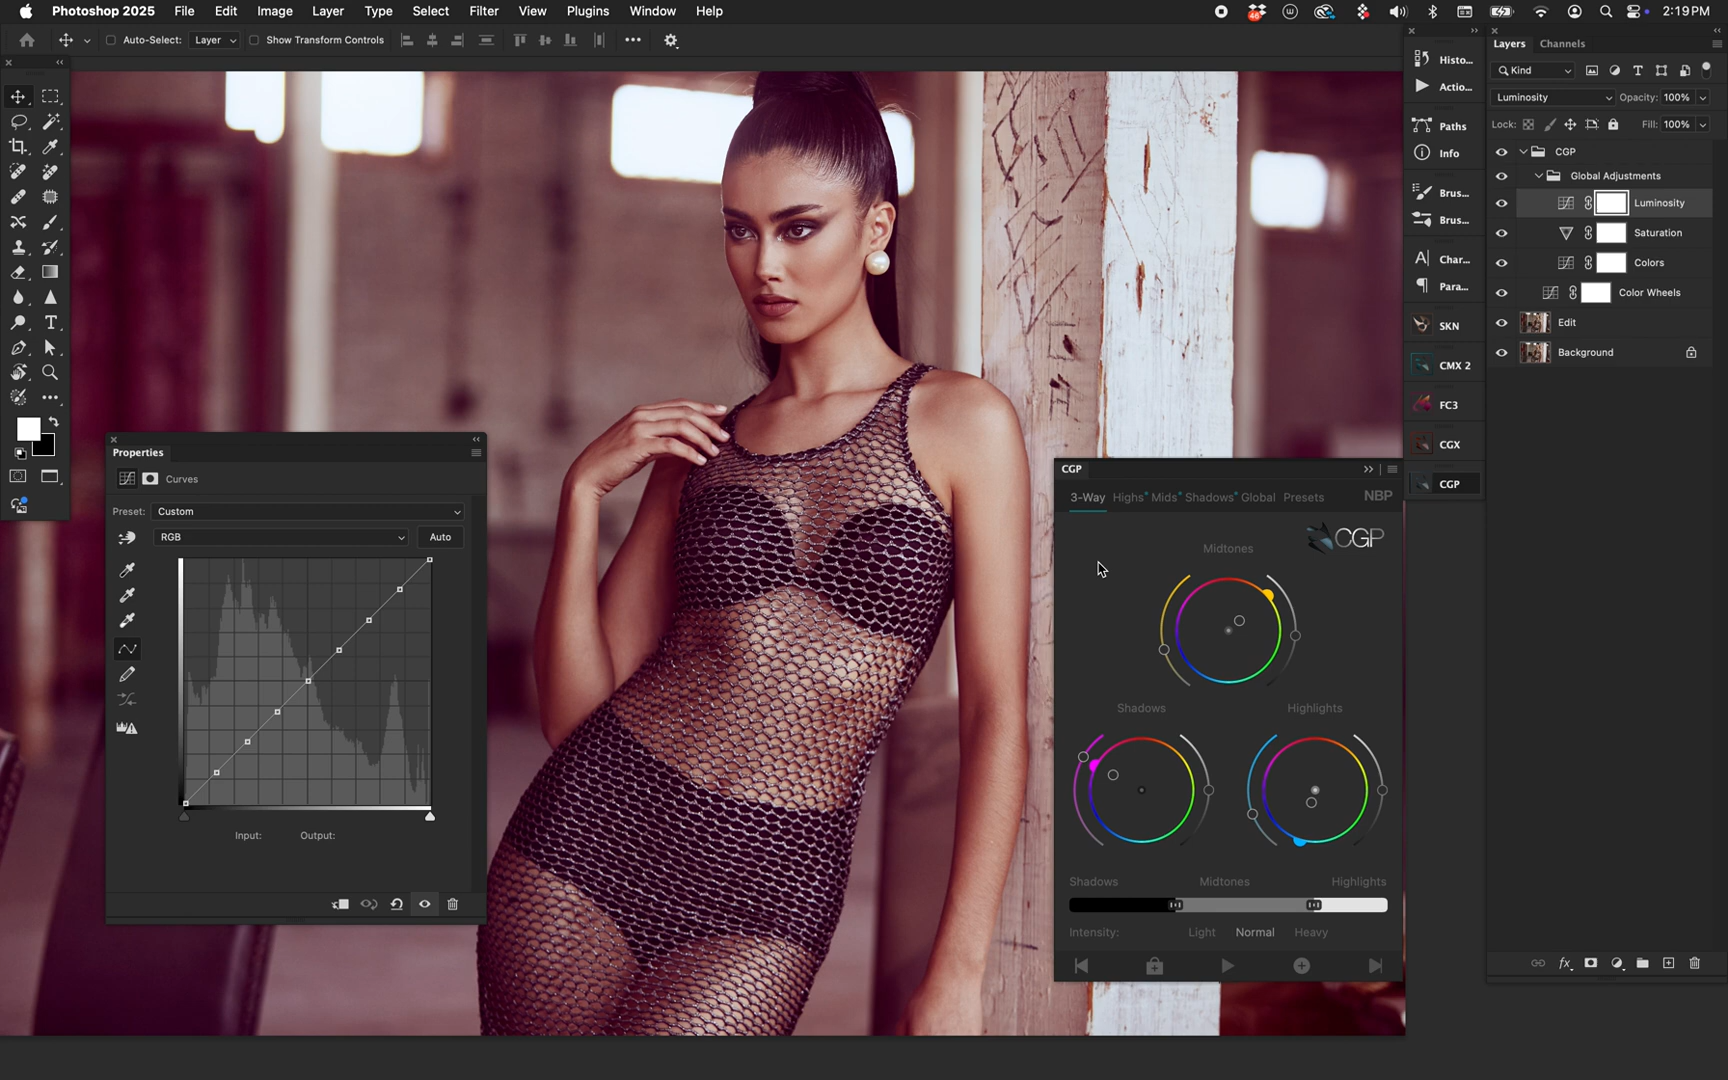 Photoshop 2025 File Edit Image Layer Type Select Filter View Plugins Window Help 2:19 PM
Auto-Select: Layer Show Transform Controls
Properties
Curves
Preset: Custom
RGB Auto
Input: Output:
CGP
3-Way Highs Mids Shadows Global Presets NBP
CGP
Midtones
Shadows Highlights
Shadows Midtones Highlights
Intensity: Light Normal Heavy
Histo...
Actio...
Paths
Info
Brus...
Brus...
Char...
Para...
SKN
CMX 2
FC3
CGX
CGP
Layers Channels
Kind
Luminosity Opacity: 100%
Lock: Fill: 100%
CGP
Global Adjustments
Luminosity
Saturation
Colors
Color Wheels
Edit
Background
fx